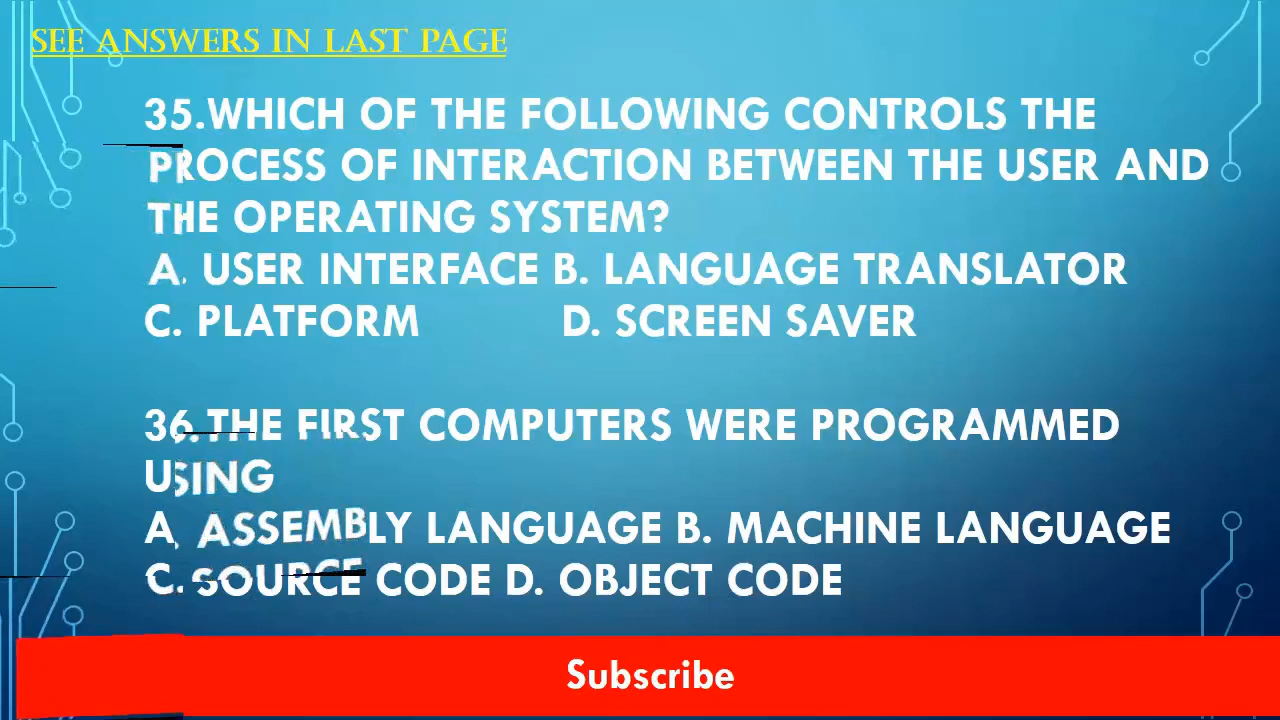 SEE ANSWERS IN LAST PAGE
35.WHICH OF THE FOLLOWING CONTROLS THE
PROCESS OF INTERACTION BETWEEN THE USER AND
THE OPERATING SYSTEM?
A. USER INTERFACE B. LANGUAGE TRANSLATOR
C. PLATFORM D. SCREEN SAVER
36.THE FIRST COMPUTERS WERE PROGRAMMED
USING
A. ASSEMBLY LANGUAGE B. MACHINE LANGUAGE
C. SOURCE CODE D. OBJECT CODE
Subscribe